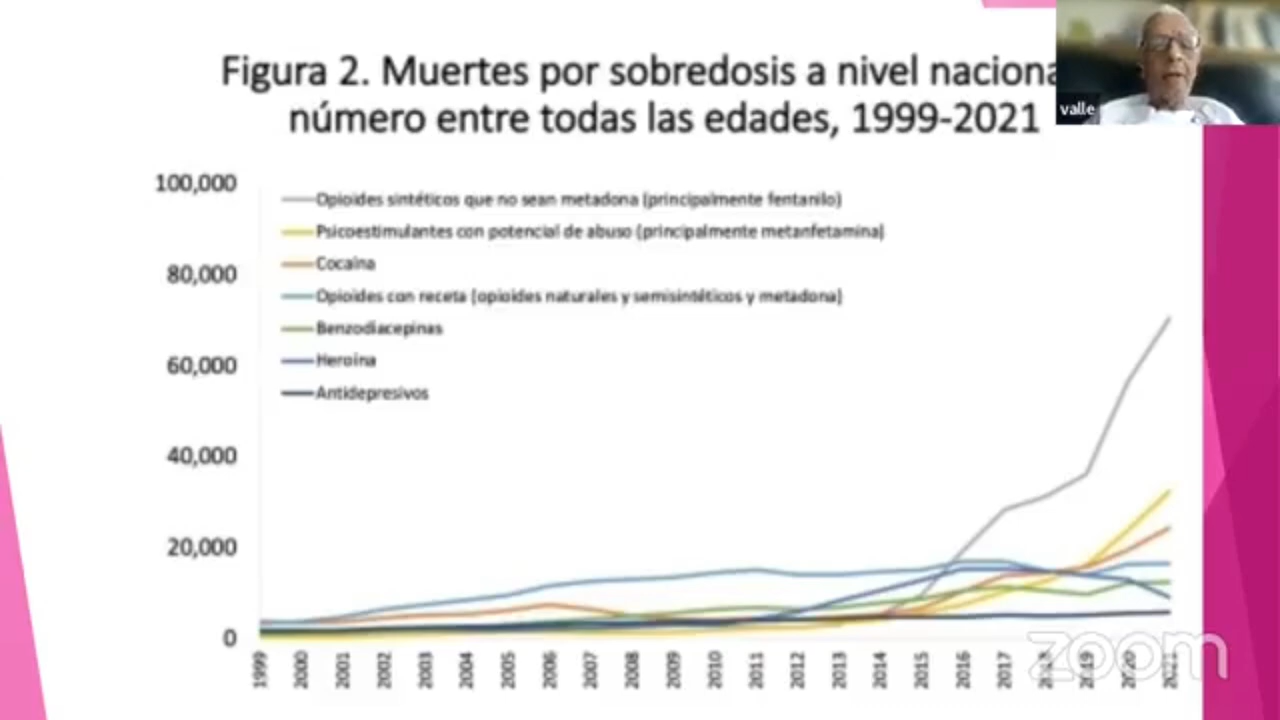 Figura 2. Muertes por sobredosis a nivel naciona
número entre todas las edades, 1999-2021
valle
100,000
80,000
60,000
40,000
20,000
0
Opioides sintéticos que no sean metadona (principalmente fentanilo)
Psicoestimulantes con potencial de abuso (principalmente metanfetamina)
Cocaína
Opioides con receta (opioides naturales y semisintéticos y metadona)
Benzodiacepinas
Heroína
Antidepresivos
1999 2000 2001 2002 2003 2004 2005 2006 2007 2008 2009 2010 2011 2012 2013 2014 2015 2016 2017 2018 2019 2020 2021
zoom